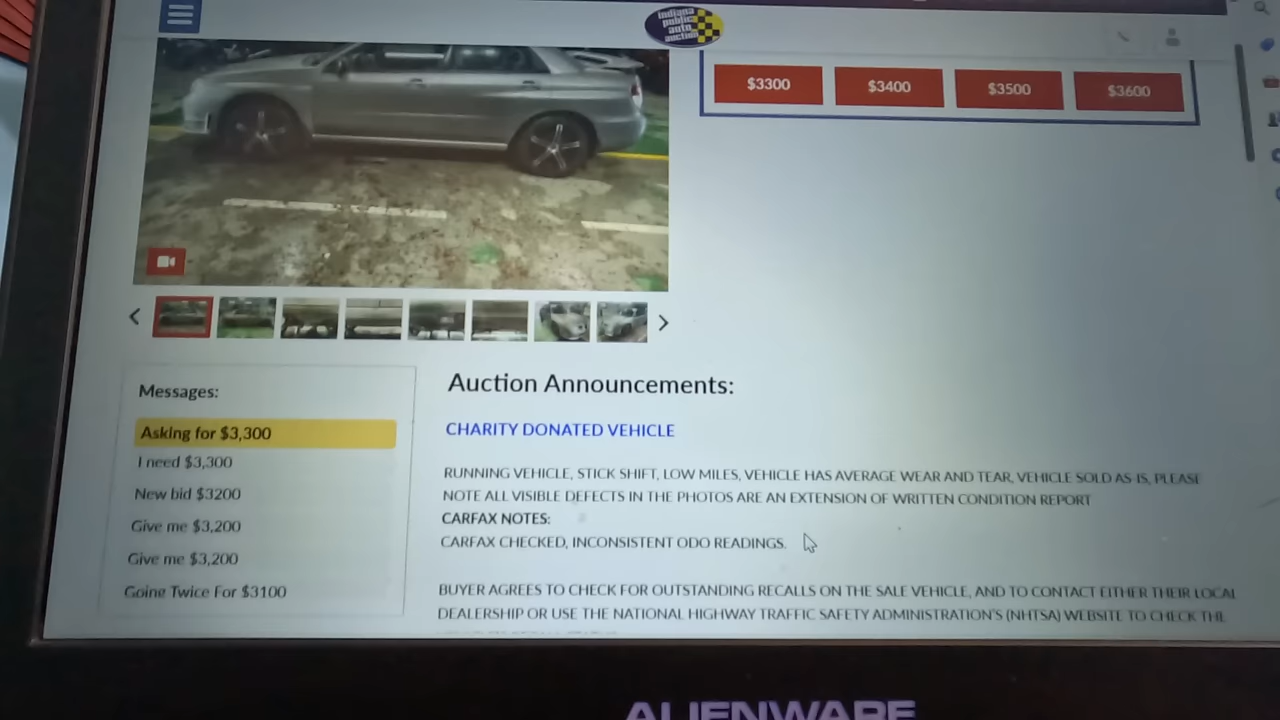 indiana
public
auto
auction
$3300
$3400
$3500
$3600
Messages:
Asking for $3,300
I need $3,300
New bid $3200
Give me $3,200
Give me $3,200
Going Twice For $3100
Auction Announcements:
CHARITY DONATED VEHICLE
RUNNING VEHICLE, STICK SHIFT, LOW MILES, VEHICLE HAS AVERAGE WEAR AND TEAR, VEHICLE SOLD AS IS, PLEASE
NOTE ALL VISIBLE DEFECTS IN THE PHOTOS ARE AN EXTENSION OF WRITTEN CONDITION REPORT
CARFAX NOTES:
CARFAX CHECKED, INCONSISTENT ODO READINGS.
BUYER AGREES TO CHECK FOR OUTSTANDING RECALLS ON THE SALE VEHICLE, AND TO CONTACT EITHER THEIR LOCAL
DEALERSHIP OR USE THE NATIONAL HIGHWAY TRAFFIC SAFETY ADMINISTRATION'S (NHTSA) WEBSITE TO CHECK THE
ALIENWARE